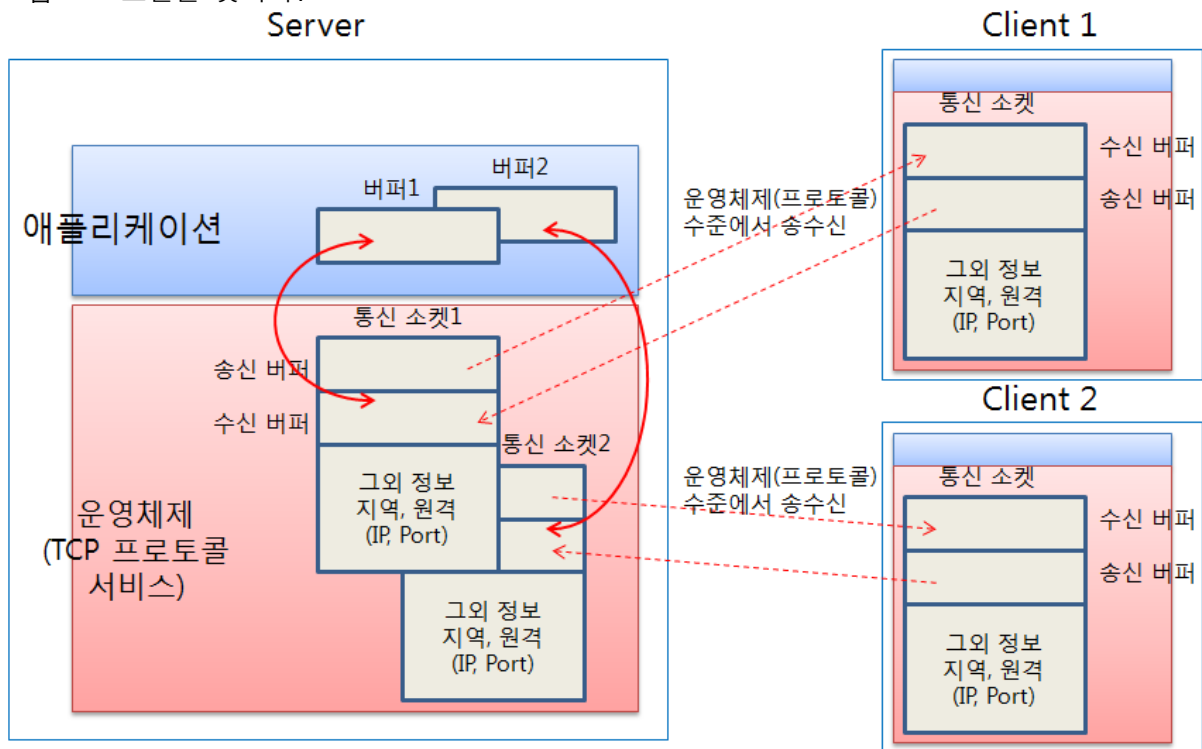 Server
애플리케이션
버퍼1
버퍼2
운영체제
(TCP 프로토콜
서비스)
통신 소켓1
송신 버퍼
수신 버퍼
그외 정보
지역, 원격
(IP, Port)
통신 소켓2
그외 정보
지역, 원격
(IP, Port)
운영체제(프로토콜)
수준에서 송수신
운영체제(프로토콜)
수준에서 송수신
Client 1
통신 소켓
수신 버퍼
송신 버퍼
그외 정보
지역, 원격
(IP, Port)
Client 2
통신 소켓
수신 버퍼
송신 버퍼
그외 정보
지역, 원격
(IP, Port)